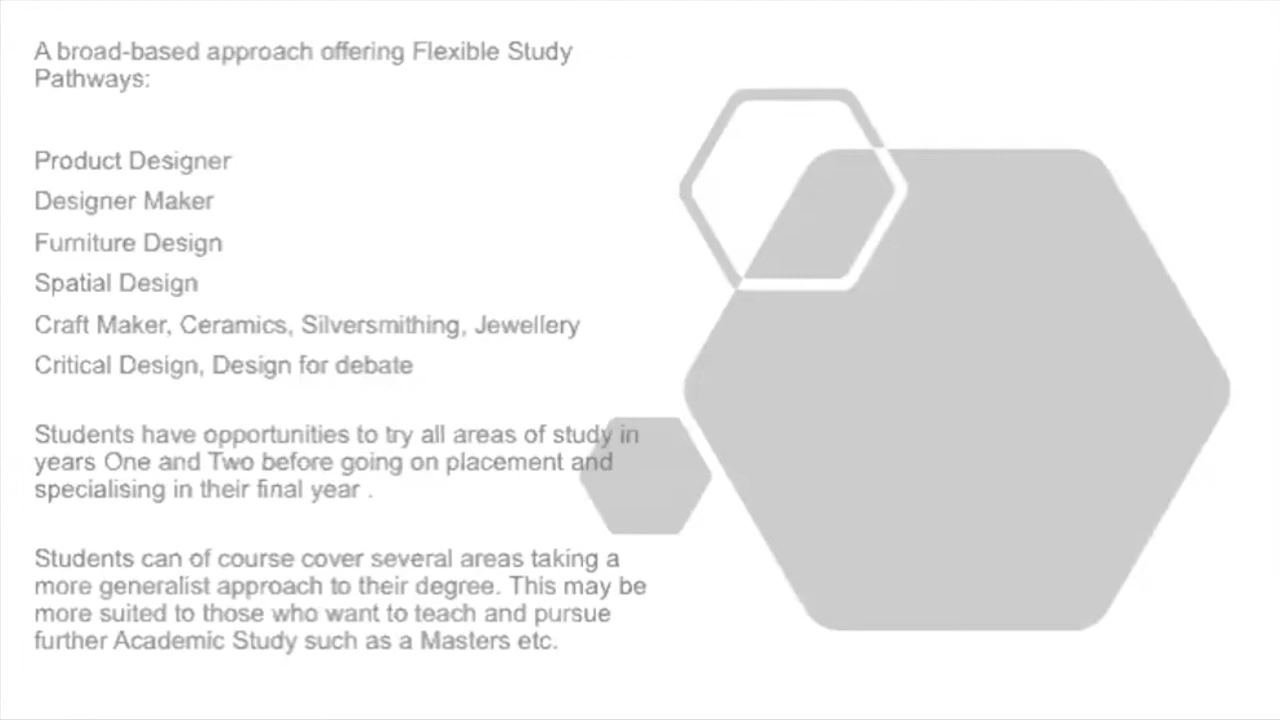 A broad-based approach offering Flexible Study
Pathways:
Product Designer
Designer Maker
Furniture Design
Spatial Design
Craft Maker, Ceramics, Silversmithing, Jewellery
Critical Design, Design for debate
Students have opportunities to try all areas of study in
years One and Two before going on placement and
specialising in their final year .
Students can of course cover several areas taking a
more generalist approach to their degree. This may be
more suited to those who want to teach and pursue
further Academic Study such as a Masters etc.